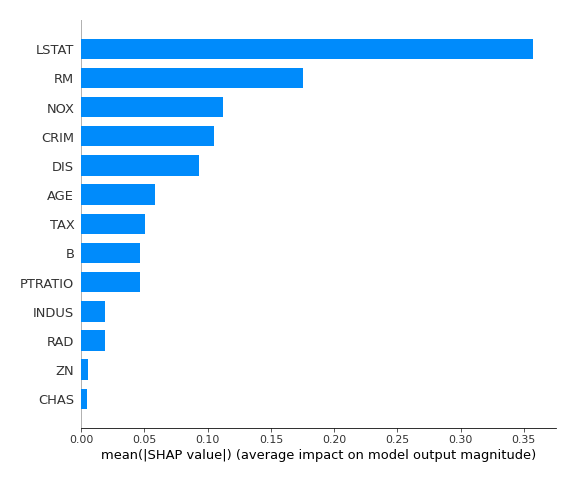 LSTAT
RM
NOX
CRIM
DIS
AGE
TAX
B
PTRATIO
INDUS
RAD
ZN
CHAS
0.00 0.05 0.10 0.15 0.20 0.25 0.30 0.35
mean(|SHAP value|) (average impact on model output magnitude)